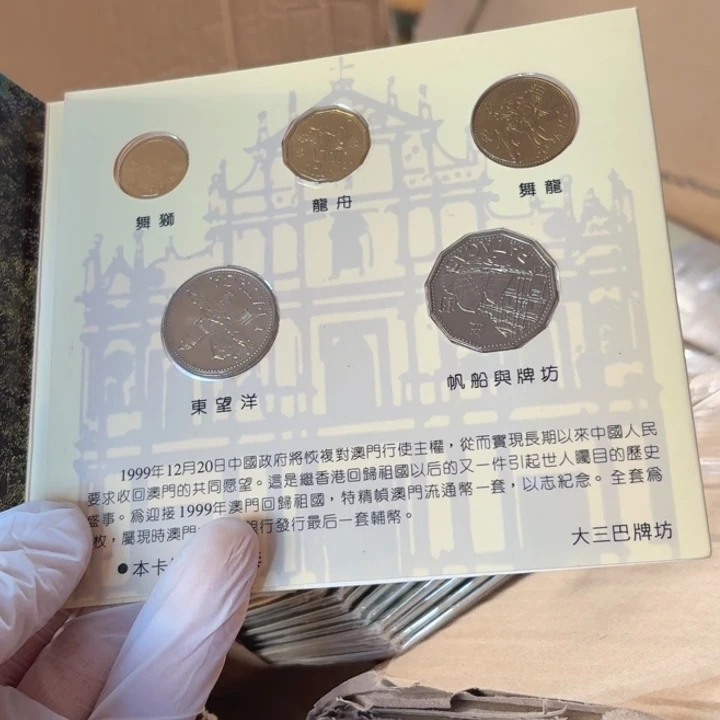 舞獅
龍舟
舞龍
東望洋
帆船與牌坊
1999年12月20日中國政府將恢複對澳門行使主權，從而實現長期以來中國人民
要求收回澳門的共同愿望。這是繼香港回歸祖國以后的又一件引起世人矚目的歷史
盛事。爲迎接1999年澳門回歸祖國，特精幀澳門流通幣一套，以志紀念。全套爲
枚，屬現時澳門 銀行發行最后一套輔幣。
●本卡
大三巴牌坊